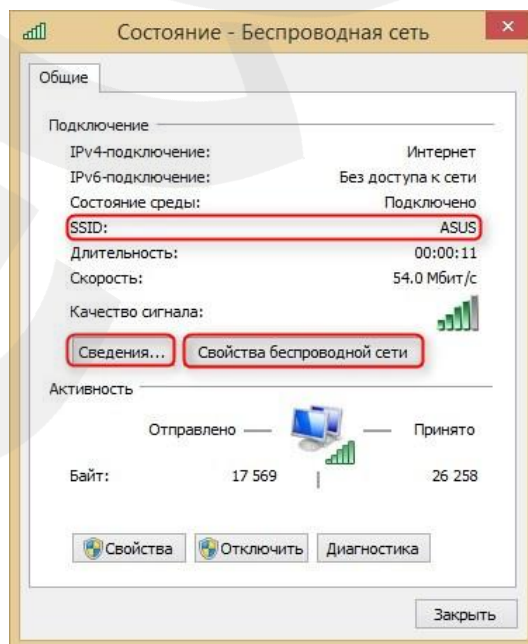 Состояние - Беспроводная сеть
Общие
Подключение
IPv4-подключение: Интернет
IPv6-подключение: Без доступа к сети
Состояние среды: Подключено
SSID: ASUS
Длительность: 00:00:11
Скорость: 54.0 Мбит/с
Качество сигнала:
Сведения... Свойства беспроводной сети
Активность
Отправлено Принято
Байт: 17 569 26 258
Свойства Отключить Диагностика
Закрыть